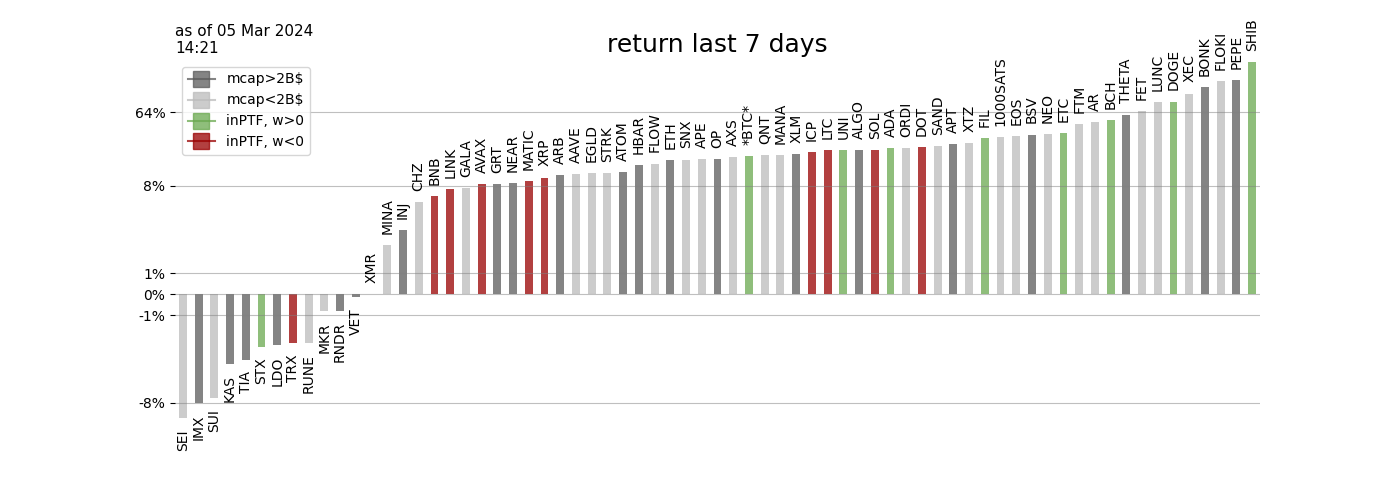 as of 05 Mar 2024
14:21
return last 7 days
mcap>2B$
mcap<2B$
inPTF, w>0
inPTF, w<0
64%
8%
1%
0%
-1%
-8%
SEI
IMX
SUI
KAS
TIA
STX
LDO
TRX
RUNE
MKR
RNDR
VET
XMR
MINA
INJ
CHZ
BNB
LINK
GALA
AVAX
GRT
NEAR
MATIC
XRP
ARB
AAVE
EGLD
STRK
ATOM
HBAR
FLOW
ETH
SNX
APE
OP
AXS
*BTC*
QNT
MANA
XLM
ICP
LTC
UNI
ALGO
SOL
ADA
ORDI
DOT
SAND
APT
XTZ
FIL
1000SATS
EOS
BSV
NEO
ETC
FTM
AR
BCH
THETA
FET
LUNC
DOGE
XEC
BONK
FLOKI
PEPE
SHIB